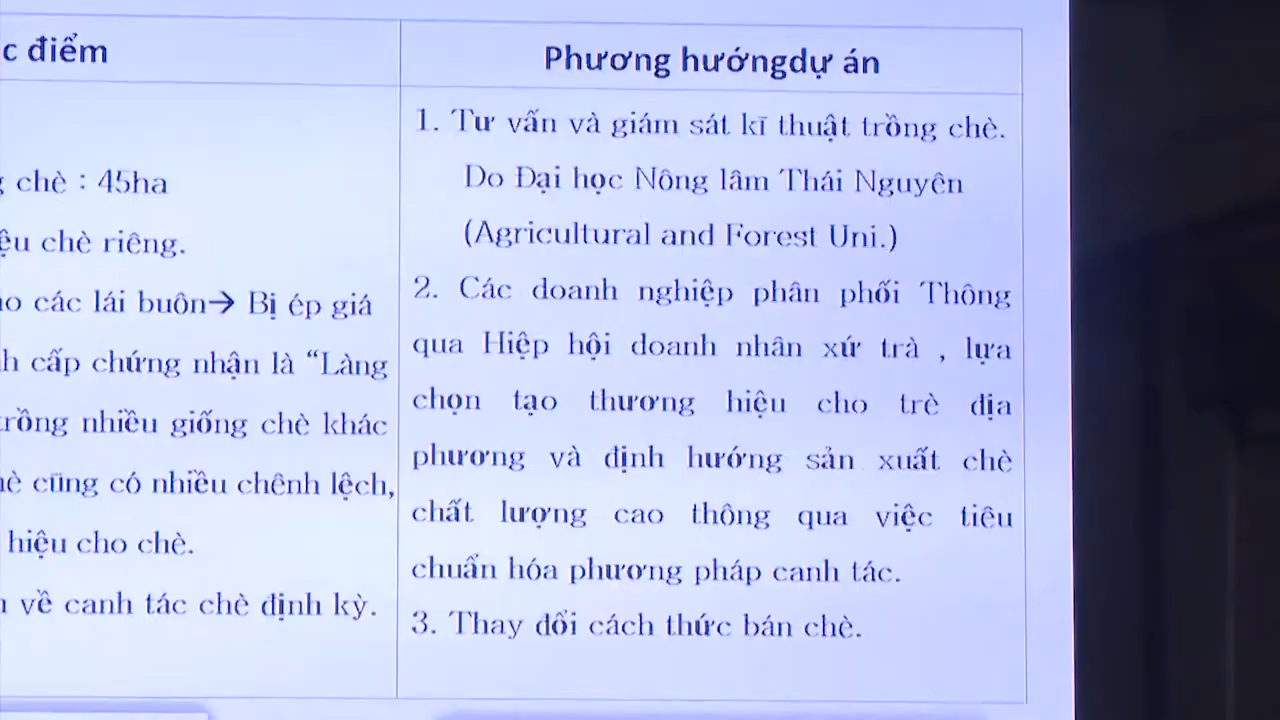 điểm
chè : 45ha
chè riêng.
các lái buôn→ Bị ép giá
cấp chứng nhận là “Làng
nhiều giống chè khác
cũng có nhiều chênh lệch,
hiệu cho chè.
về canh tác chè định kỳ.
Phương hướngdự án
1. Tư vấn và giám sát kĩ thuật trồng chè.
Do Đại học Nông lâm Thái Nguyên
(Agricultural and Forest Uni.)
2. Các doanh nghiệp phân phối Thông
qua Hiệp hội doanh nhân xứ trà , lựa
chọn tạo thương hiệu cho trè địa
phương và định hướng sản xuất chè
chất lượng cao thông qua việc tiêu
chuẩn hóa phương pháp canh tác.
3. Thay đổi cách thức bán chè.